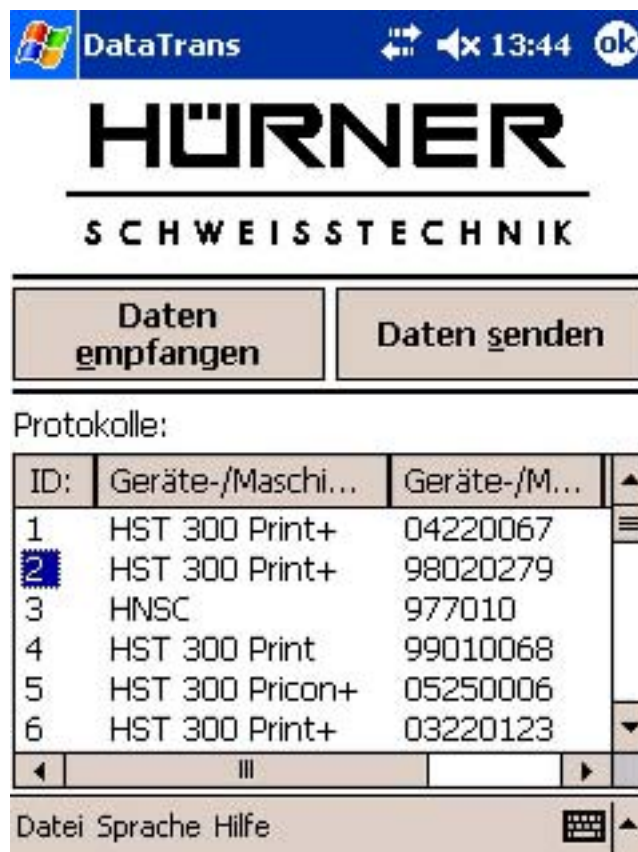 DataTrans 13:44 ok
HÜRNER
SCHWEISSTECHNIK
Daten empfangen
Daten senden
Protokolle:
ID: Geräte-/Maschi... Geräte-/M...
1 HST 300 Print+ 04220067
2 HST 300 Print+ 98020279
3 HNSC 977010
4 HST 300 Print 99010068
5 HST 300 Pricon+ 05250006
6 HST 300 Print+ 03220123
Datei Sprache Hilfe